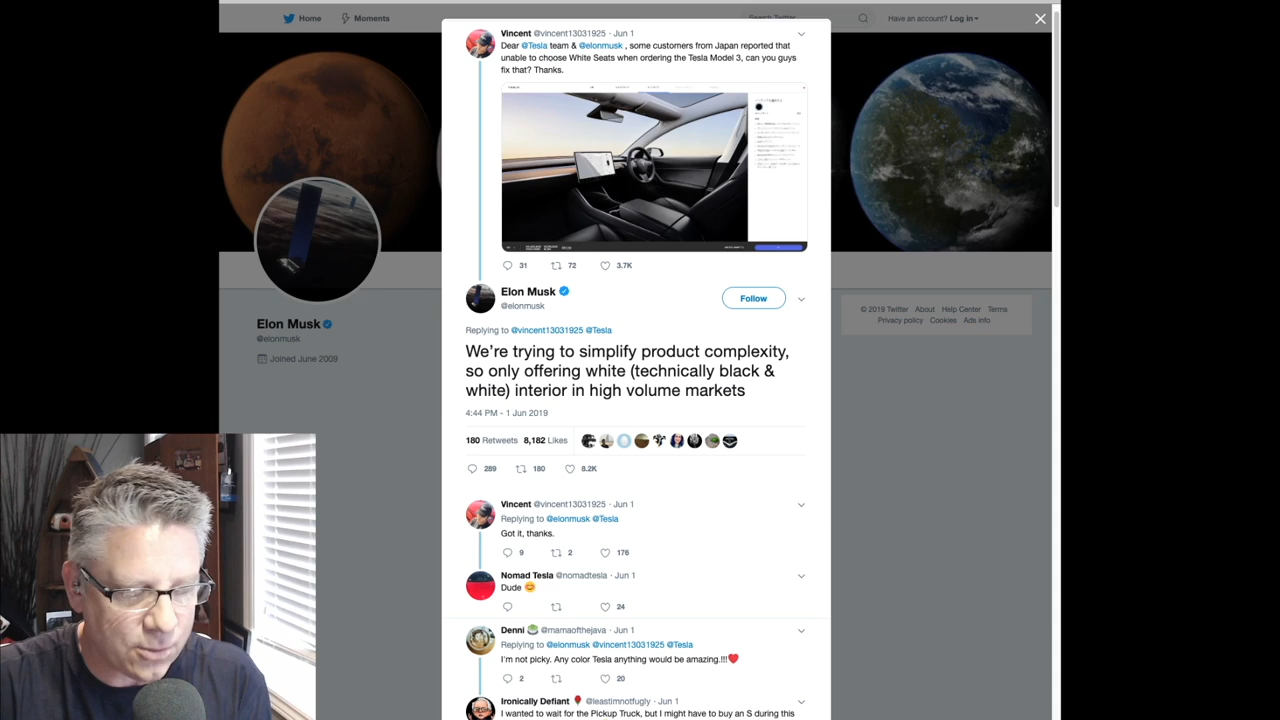 Home
Moments
Search Twitter
Have an account? Log in
Vincent @vincent13031925 · Jun 1
Dear @Tesla team & @elonmusk , some customers from Japan reported that
unable to choose White Seats when ordering the Tesla Model 3, can you guys
fix that? Thanks.
31 72 3.7K
Elon Musk
@elonmusk
Follow
Replying to @vincent13031925 @Tesla
We're trying to simplify product complexity,
so only offering white (technically black &
white) interior in high volume markets
4:44 PM - 1 Jun 2019
180 Retweets 8,182 Likes
289 180 8.2K
Vincent @vincent13031925 · Jun 1
Replying to @elonmusk @Tesla
Got it, thanks.
9 2 176
Nomad Tesla @nomadtesla · Jun 1
Dude 😊
24
Denni @mamaofthejava · Jun 1
Replying to @elonmusk @vincent13031925 @Tesla
I'm not picky. Any color Tesla anything would be amazing.!!!❤️
2 20
Ironically Defiant 🌹 @leastimnotfugly · Jun 1
I wanted to wait for the Pickup Truck, but I might have to buy an S during this
Elon Musk
@elonmusk
Joined June 2009
© 2019 Twitter About Help Center Terms
Privacy policy Cookies Ads info